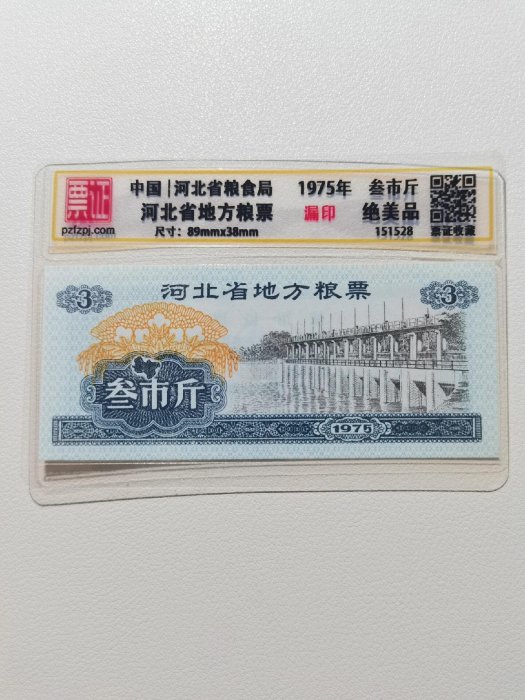 票证
pzfzpj.com
中国|河北省粮食局 1975年 叁市斤
河北省地方粮票 漏印 绝美品
尺寸：89mmx38mm 151528 票证收藏
3 河北省地方粮票 3
叁市斤
1975